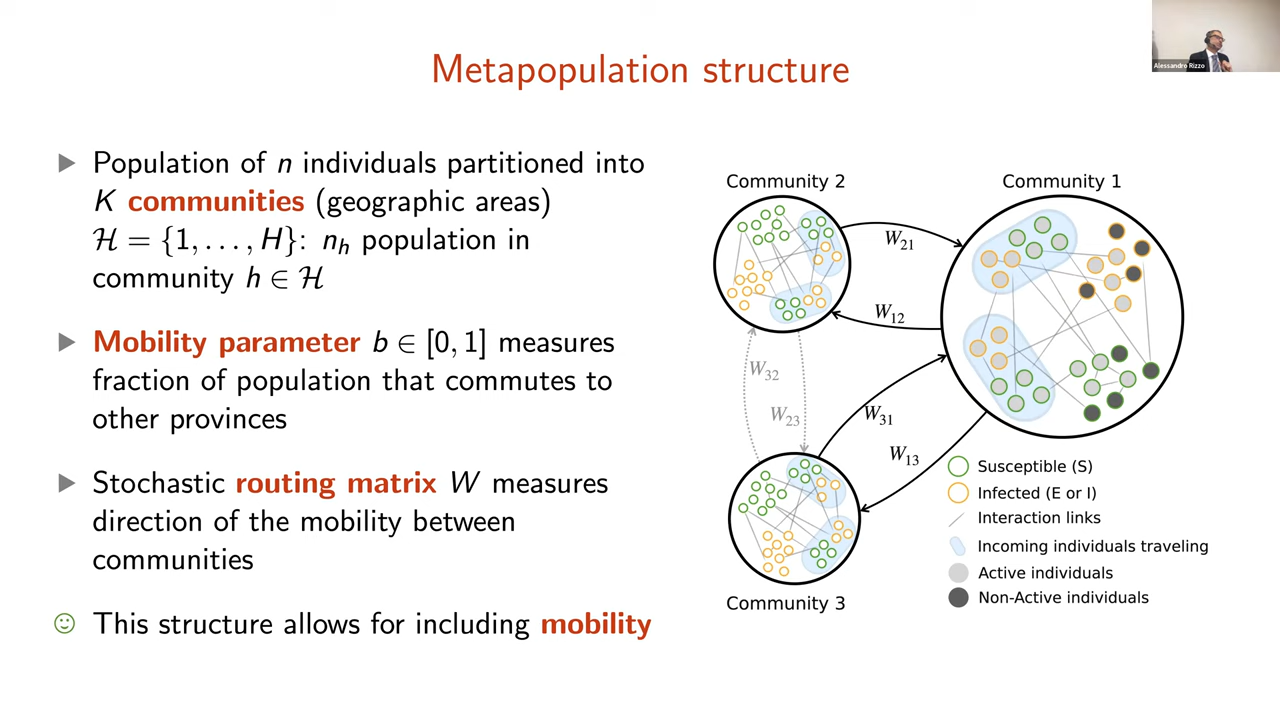 Metapopulation structure
Alessandro Rizzo
▶ Population of n individuals partitioned into
K communities (geographic areas)
ℋ = {1, . . . , H}: nₕ population in
community h ∈ ℋ
▶ Mobility parameter b ∈ [0, 1] measures
fraction of population that commutes to
other provinces
▶ Stochastic routing matrix W measures
direction of the mobility between
communities
☺ This structure allows for including mobility
Community 2
Community 1
W₂₁
W₁₂
W₃₂
W₂₃
W₃₁
W₁₃
Community 3
Susceptible (S)
Infected (E or I)
Interaction links
Incoming individuals traveling
Active individuals
Non-Active individuals